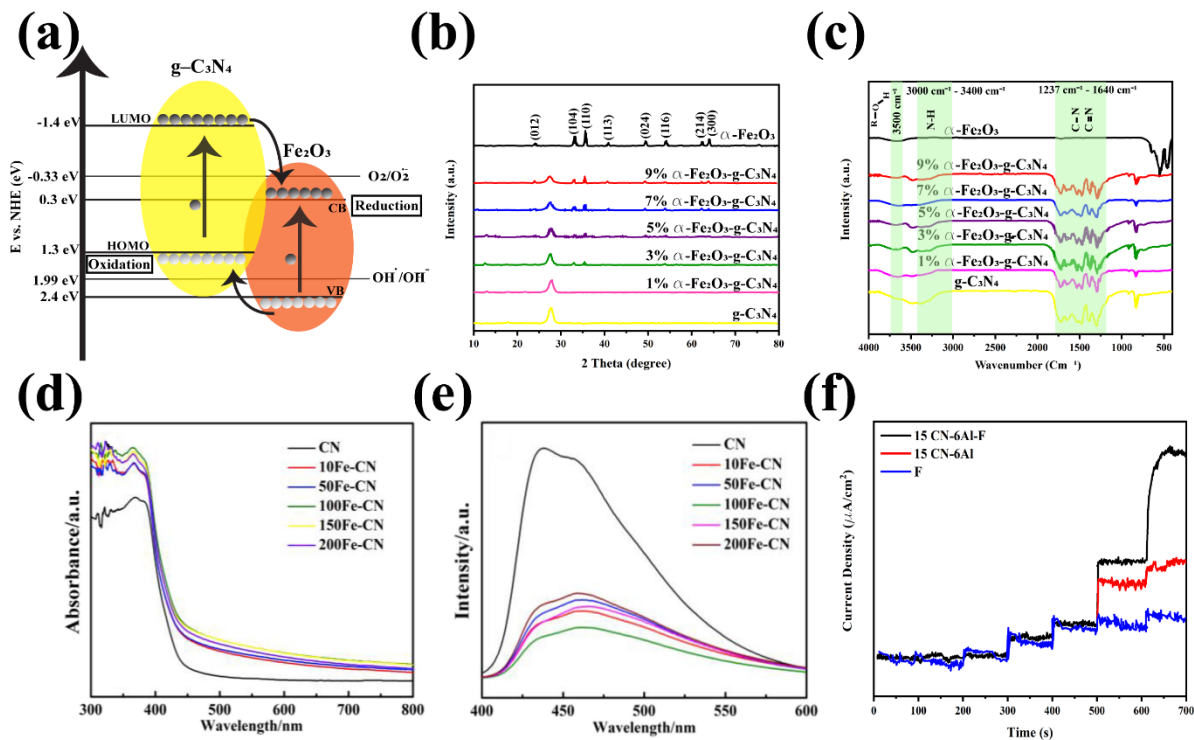 (a)
g–C₃N₄
E vs. NHE (eV)
-1.4 eV
LUMO
Fe₂O₃
-0.33 eV
O2/O2̄
0.3 eV
CB
Reduction
1.3 eV
HOMO
Oxidation
1.99 eV
OH˙/OH⁻
2.4 eV
VB
(b)
Intensity (a.u.)
(012)
(104)
(110)
(113)
(024)
(116)
(214)
(300)
α-Fe₂O₃
9% α-Fe₂O₃-g-C₃N₄
7% α-Fe₂O₃-g-C₃N₄
5% α-Fe₂O₃-g-C₃N₄
3% α-Fe₂O₃-g-C₃N₄
1% α-Fe₂O₃-g-C₃N₄
g-C₃N₄
10 20 30 40 50 60 70 80
2 Theta (degree)
(c)
Intensity (a.u.)
R–O–H
3500 cm⁻¹
3000 cm⁻¹ - 3400 cm⁻¹
N-H
1237 cm⁻¹ - 1640 cm⁻¹
C–N
C≡N
α-Fe₂O₃
9% α-Fe₂O₃-g-C₃N₄
7% α-Fe₂O₃-g-C₃N₄
5% α-Fe₂O₃-g-C₃N₄
3% α-Fe₂O₃-g-C₃N₄
1% α-Fe₂O₃-g-C₃N₄
g-C₃N₄
4000 3500 3000 2500 2000 1500 1000 500
Wavenumber (Cm⁻¹)
(d)
Absorbance/a.u.
CN
10Fe-CN
50Fe-CN
100Fe-CN
150Fe-CN
200Fe-CN
300 400 500 600 700 800
Wavelength/nm
(e)
Intensity/a.u.
CN
10Fe-CN
50Fe-CN
100Fe-CN
150Fe-CN
200Fe-CN
400 450 500 550 600
Wavelength/nm
(f)
Current Density (μA/cm²)
15 CN-6Al-F
15 CN-6Al
F
0 100 200 300 400 500 600 700
Time (s)